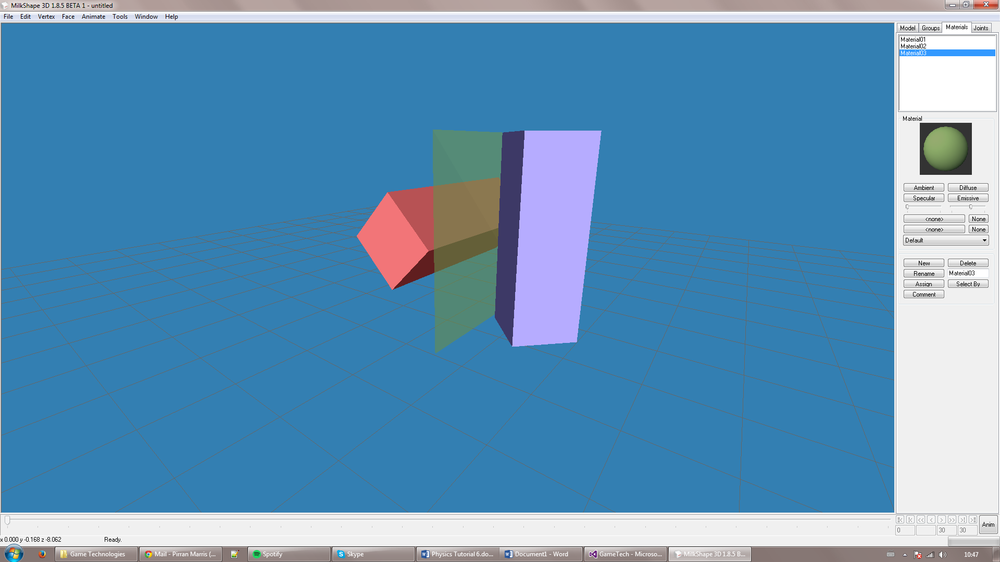 MilkShape 3D 1.8.5 BETA 1 - untitled
File Edit Vertex Face Animate Tools Window Help
Model Groups Materials Joints
Material01
Material02
Material03
Material
Ambient Diffuse
Specular Emissive
<none> None
<none> None
Default
New Delete
Rename Material03
Assign Select By
Comment
Anim
0 30 30
x 0.000 y -0.168 z -8.062 Ready.
Game Technologies Mail - Pirran Marris (... Spotify Skype Physics Tutorial 6.do... Document1 - Word GameTech - Microso... MilkShape 3D 1.8.5 B... 10:47